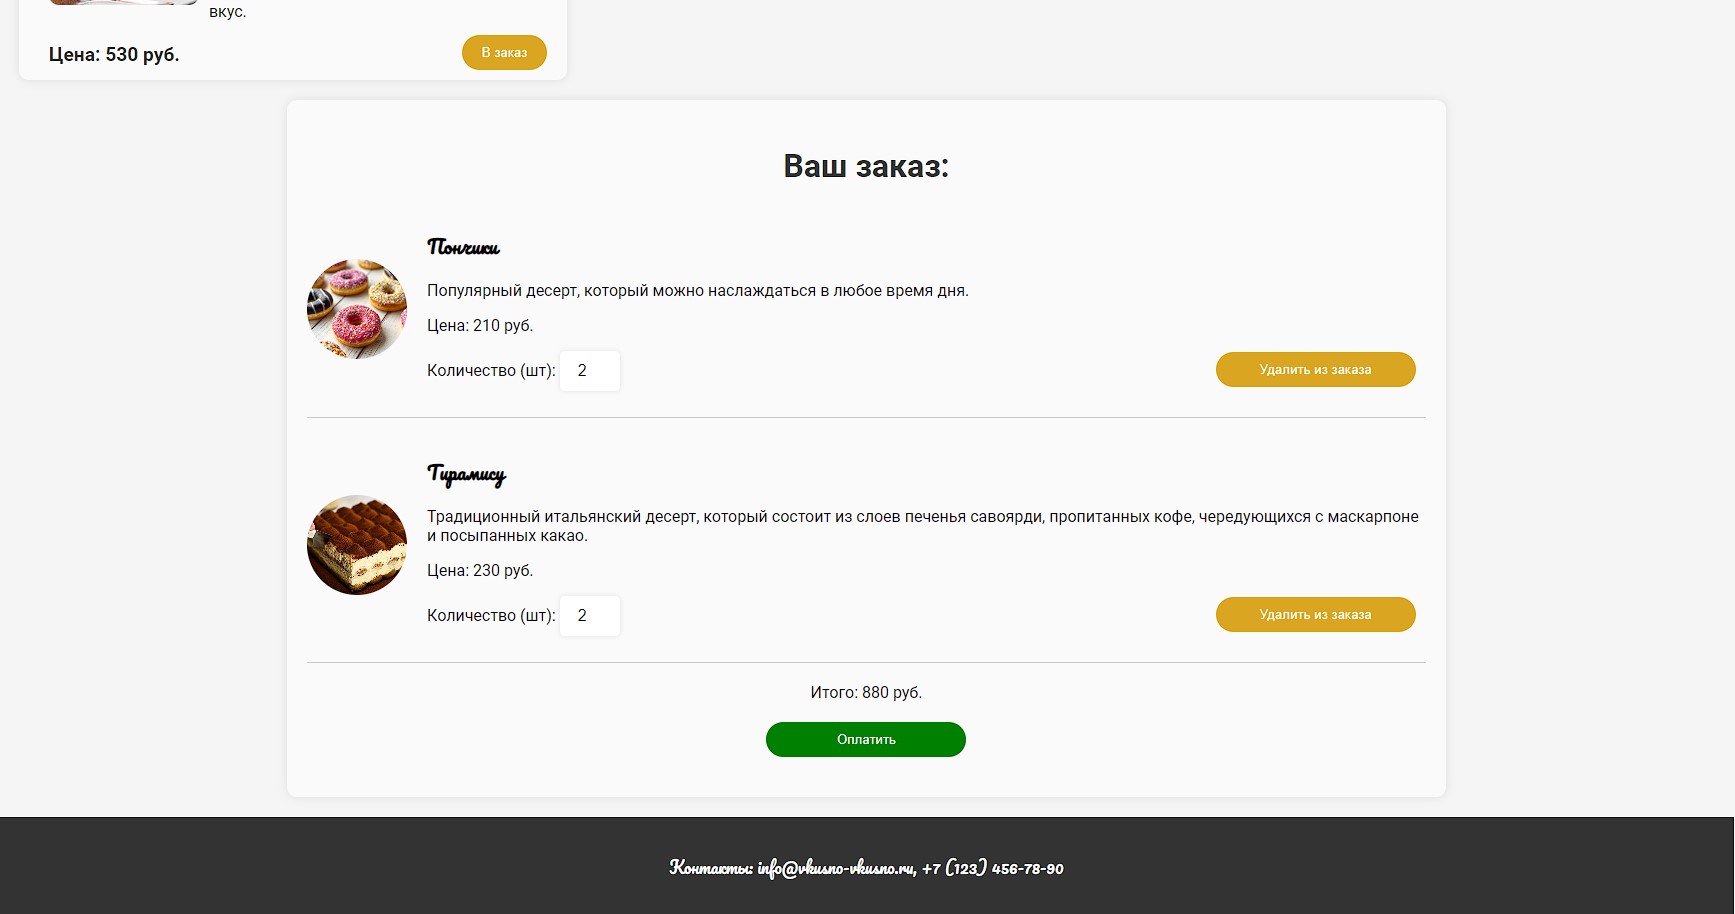 вкус.
Цена: 530 руб.
В заказ
Ваш заказ:
Пончики
Популярный десерт, который можно наслаждаться в любое время дня.
Цена: 210 руб.
Количество (шт): 2
Удалить из заказа
Тирамису
Традиционный итальянский десерт, который состоит из слоев печенья савоярди, пропитанных кофе, чередующихся с маскарпоне
и посыпанных какао.
Цена: 230 руб.
Количество (шт): 2
Удалить из заказа
Итого: 880 руб.
Оплатить
Контакты: info@vkusno-vkusno.ru, +7 (123) 456-78-90